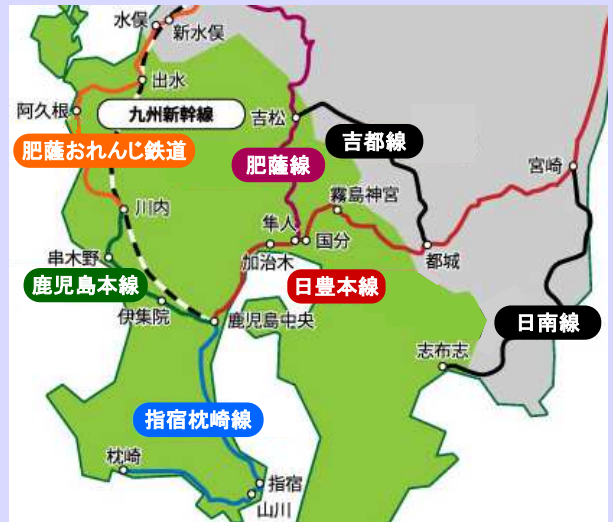 水俣
新水俣
出水
阿久根
九州新幹線
吉松
吉都線
肥薩おれんじ鉄道
肥薩線
宮崎
霧島神宮
川内
隼人
国分
串木野
加治木
都城
鹿児島本線
日豊本線
伊集院
鹿児島中央
日南線
志布志
指宿枕崎線
枕崎
指宿
山川